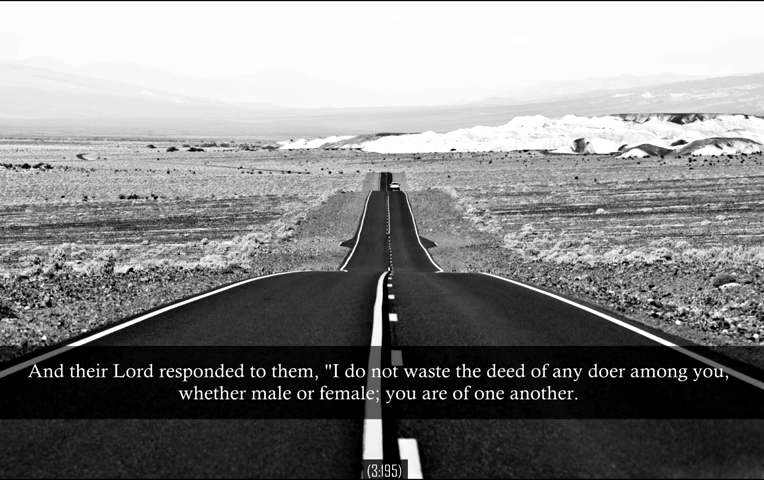 And their Lord responded to them, "I do not waste the deed of any doer among you,
whether male or female; you are of one another.
(3:195)